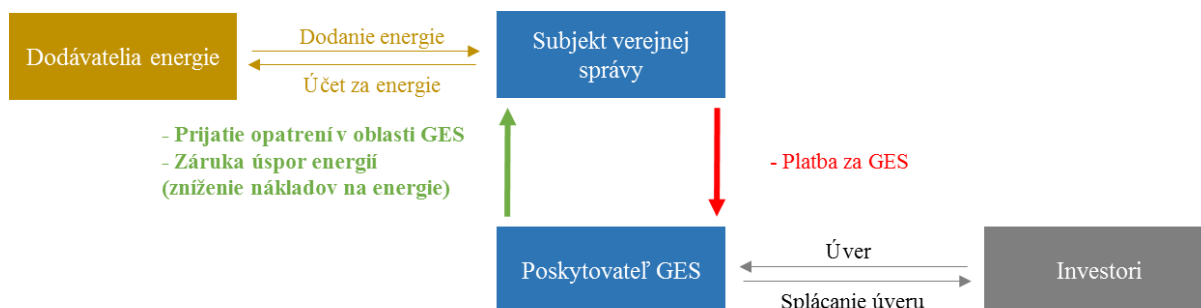 Dodávatelia energie
Dodanie energie
Účet za energie
Subjekt verejnej
správy
- Prijatie opatrení v oblasti GES
- Záruka úspor energií
(zníženie nákladov na energie)
- Platba za GES
Poskytovateľ GES
Úver
Splácanie úveru
Investori